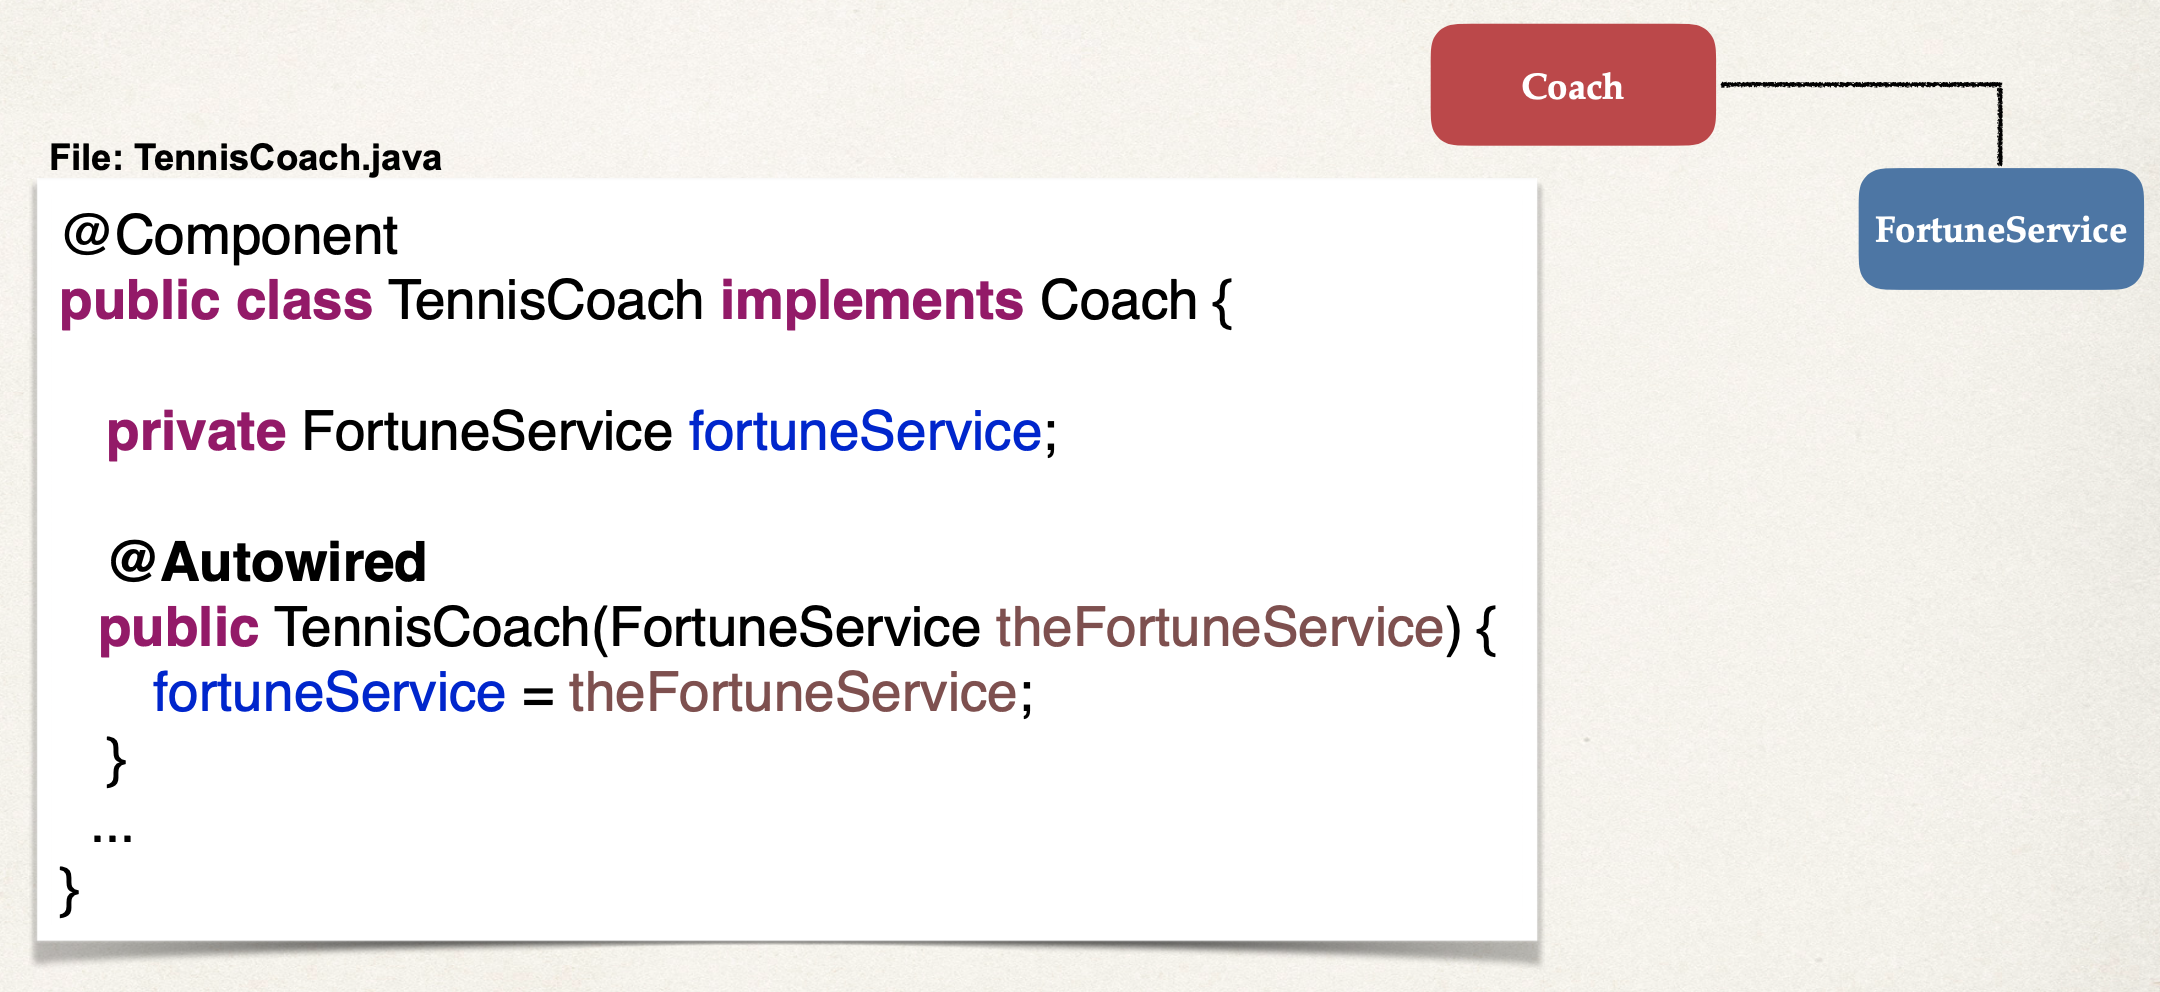 Coach
FortuneService
File: TennisCoach.java
@Component
public class TennisCoach implements Coach {
private FortuneService fortuneService;
@Autowired
public TennisCoach(FortuneService theFortuneService) {
fortuneService = theFortuneService;
}
...
}